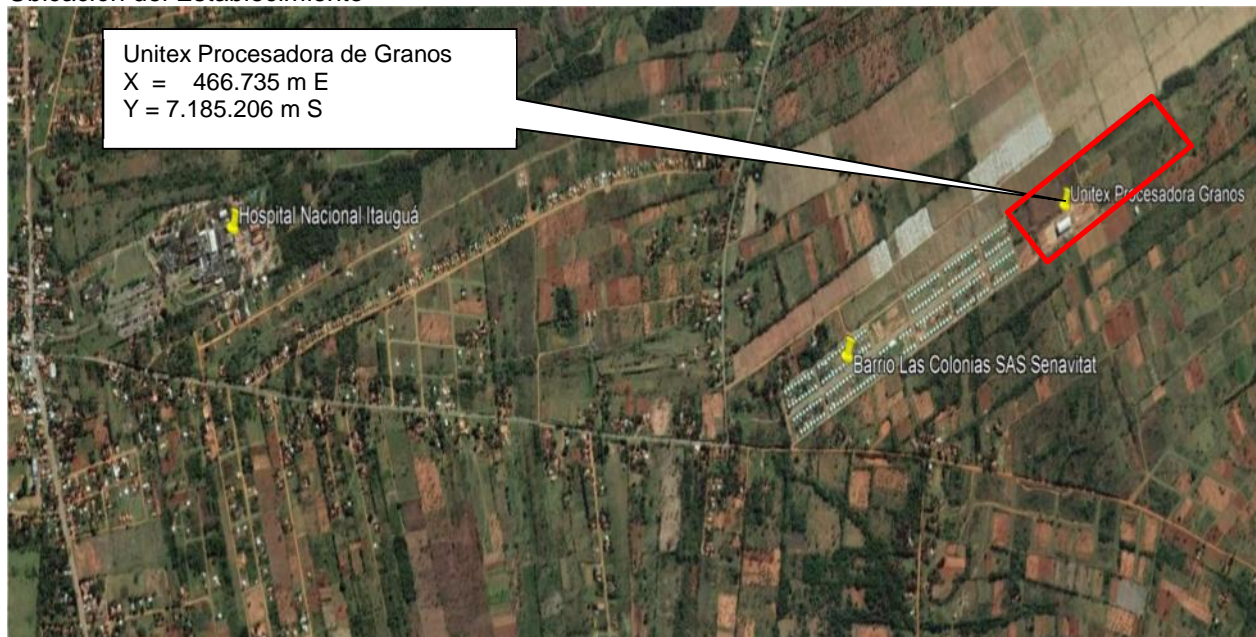 Ubicación del Establecimiento
Unitex Procesadora de Granos
X = 466.735 m E
Y = 7.185.206 m S
Hospital Nacional Itauguá
Unitex Procesadora Granos
Barrio Las Colonias SAS Senavitat